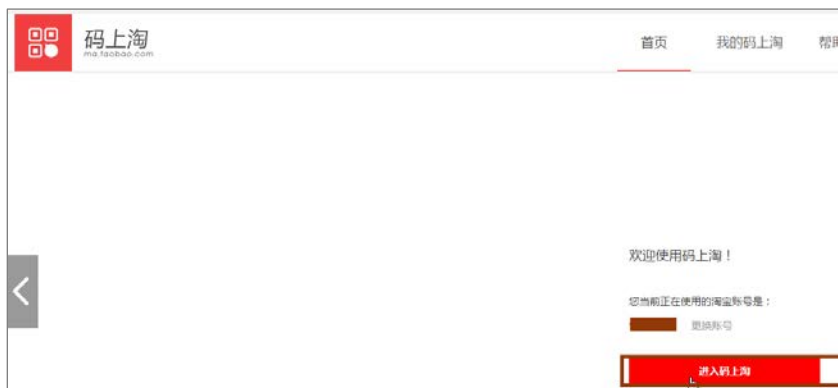 码上淘
ma.taobao.com
首页 我的码上淘
欢迎使用码上淘！
您当前正在使用的淘宝账号是：
更换账号
进入码上淘